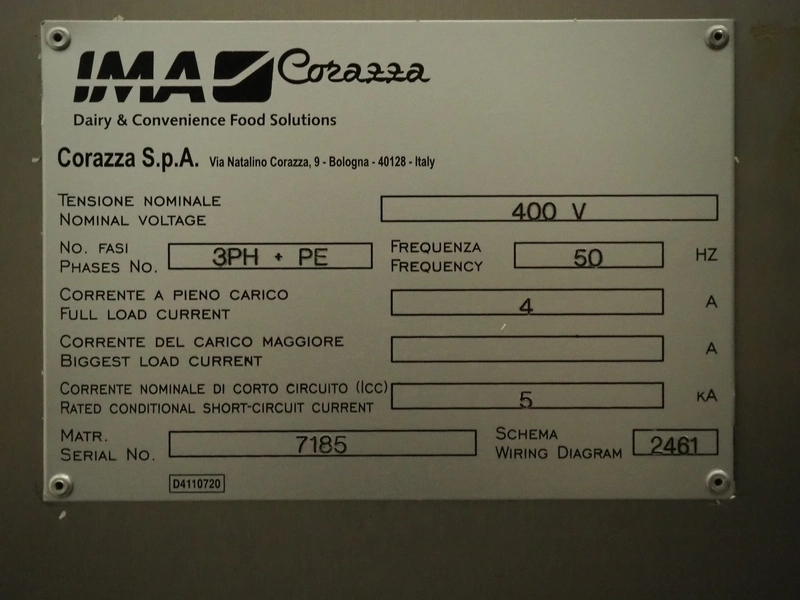 IMA Corazza
Dairy & Convenience Food Solutions
Corazza S.p.A. Via Natalino Corazza, 9 - Bologna - 40128 - Italy
TENSIONE NOMINALE
NOMINAL VOLTAGE
400 V
NO. FASI
PHASES NO.
3PH + PE
FREQUENZA
FREQUENCY
50
HZ
CORRENTE A PIENO CARICO
FULL LOAD CURRENT
4
A
CORRENTE DEL CARICO MAGGIORE
BIGGEST LOAD CURRENT
A
CORRENTE NOMINALE DI CORTO CIRCUITO (ICC)
RATED CONDITIONAL SHORT-CIRCUIT CURRENT
5
KA
MATR.
SERIAL NO.
7185
SCHEMA
WIRING DIAGRAM
2461
D4110720